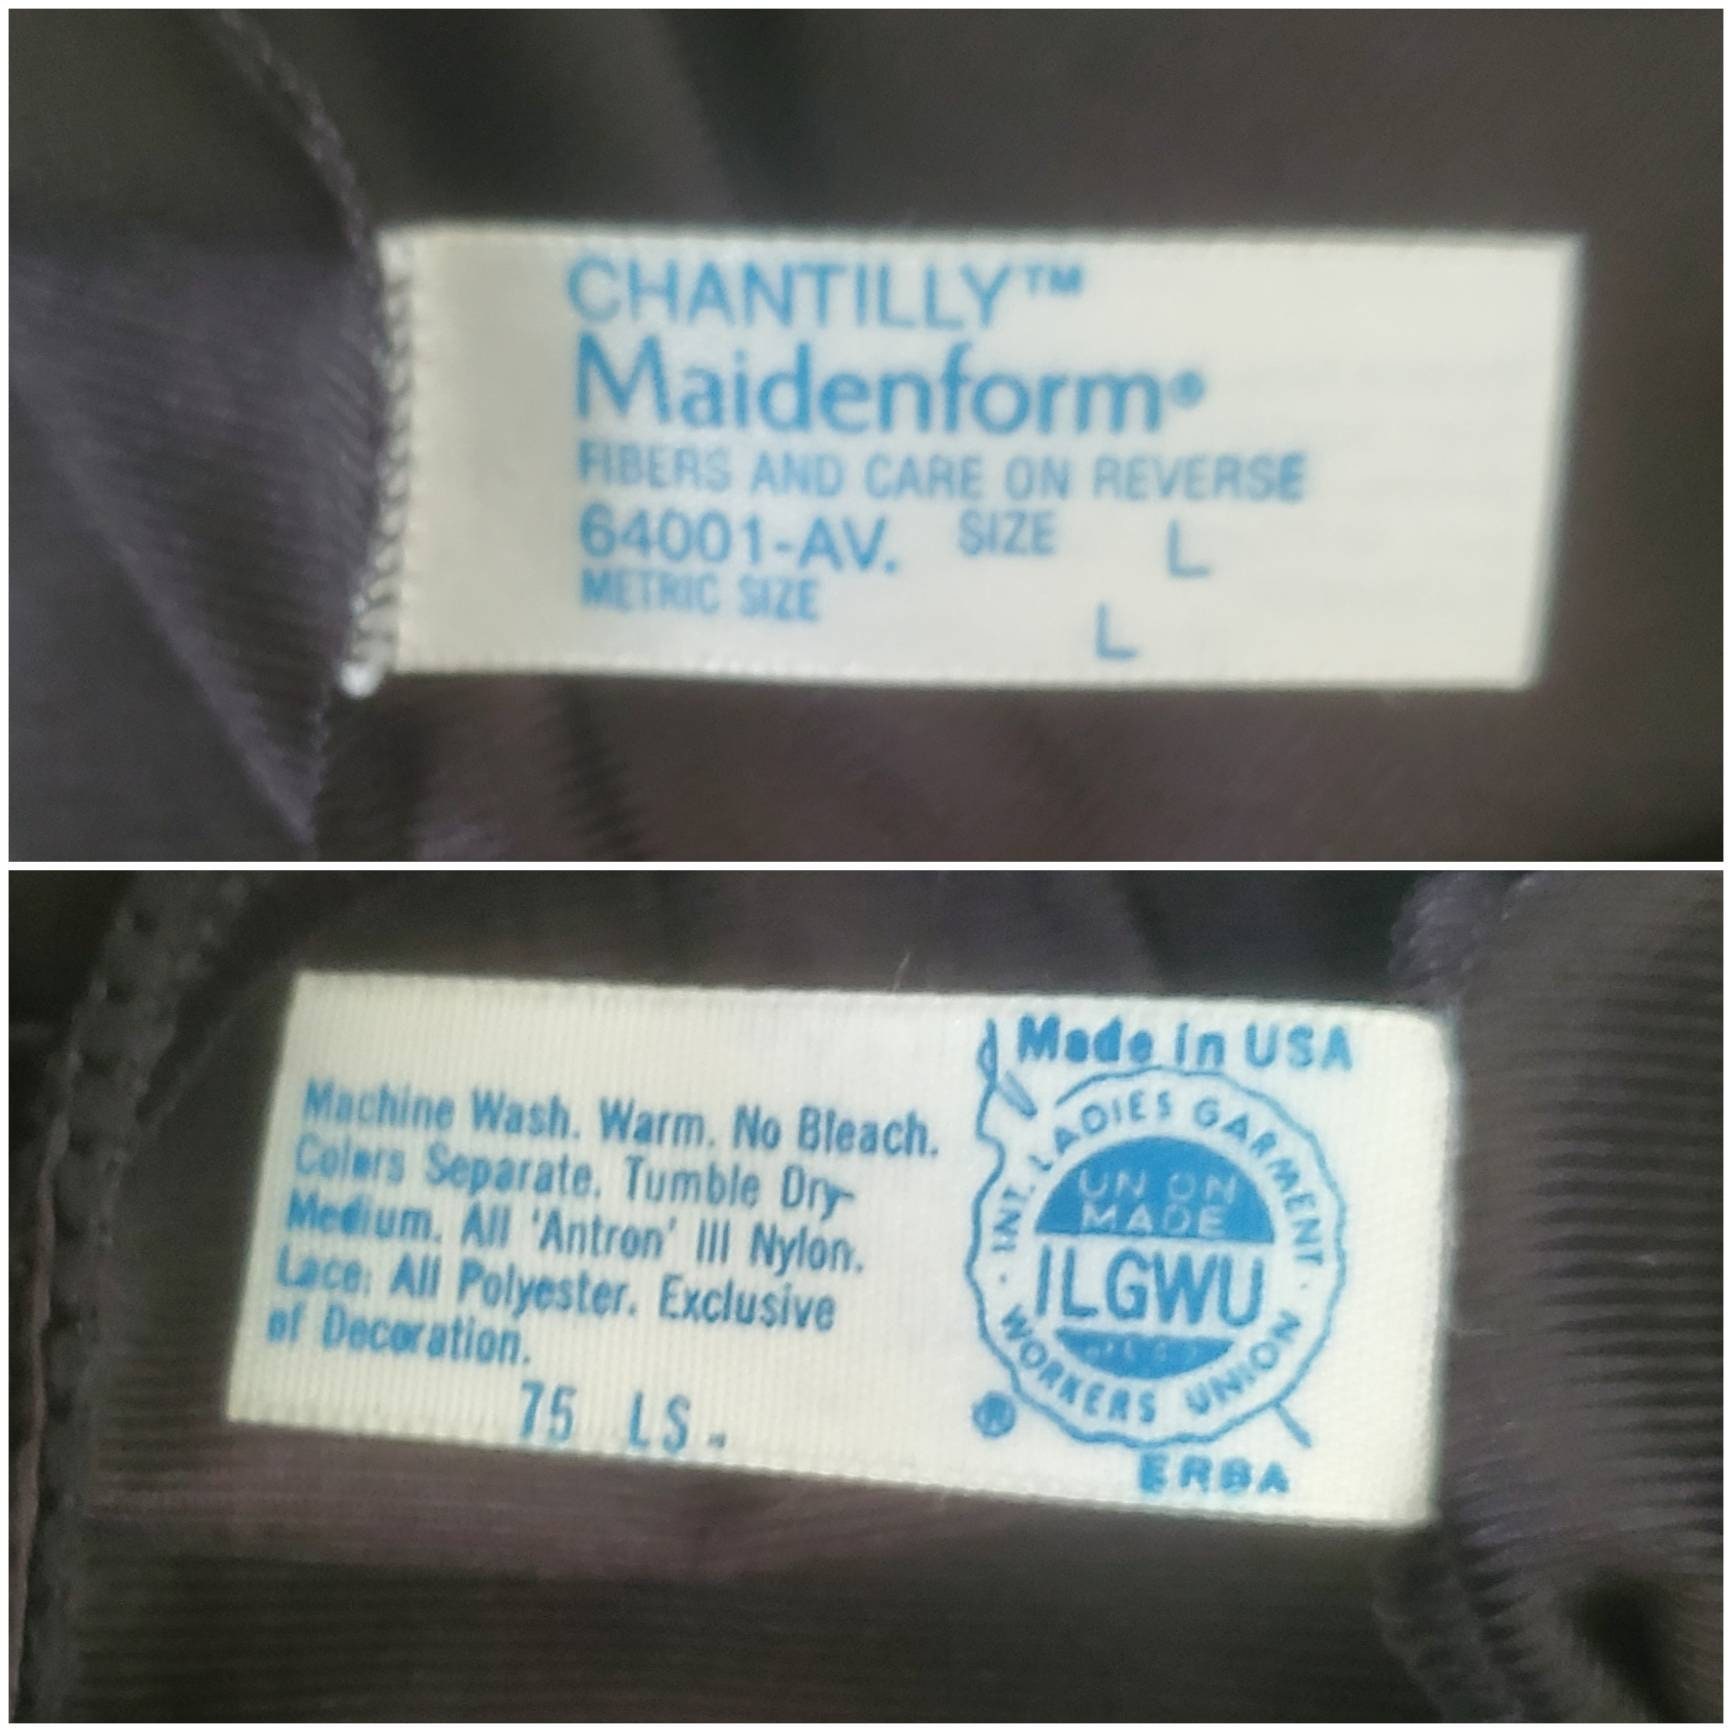 CHANTILLY™
Maidenform®
FIBERS AND CARE ON REVERSE
64001-AV. SIZE L
METRIC SIZE L
Machine Wash. Warm. No Bleach.
Colors Separate. Tumble Dry-
Medium. All 'Antron' III Nylon.
Lace: All Polyester. Exclusive
of Decoration.
75 LS-
Made in USA
INT. LADIES GARMENT
UNION
MADE
ILGWU
WORKERS UNION
®
ERBA